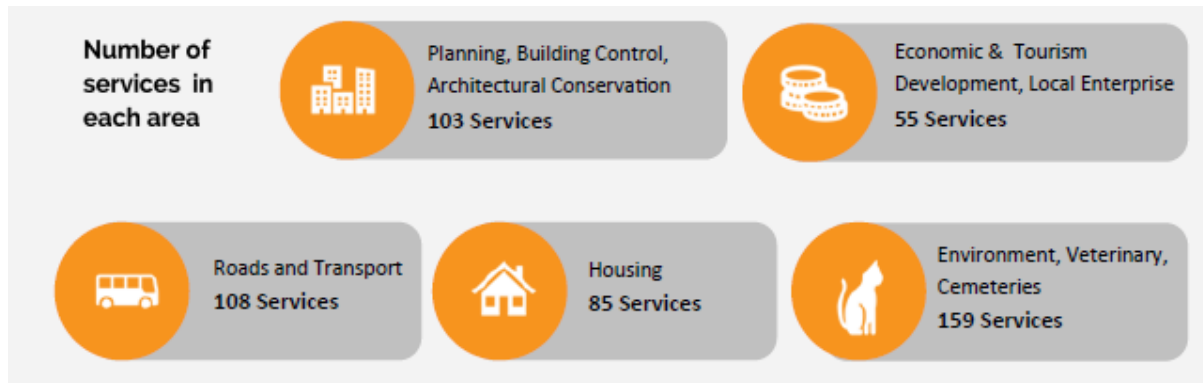 Number of
services in
each area
Planning, Building Control,
Architectural Conservation
103 Services
Economic & Tourism
Development, Local Enterprise
55 Services
Roads and Transport
108 Services
Housing
85 Services
Environment, Veterinary,
Cemeteries
159 Services